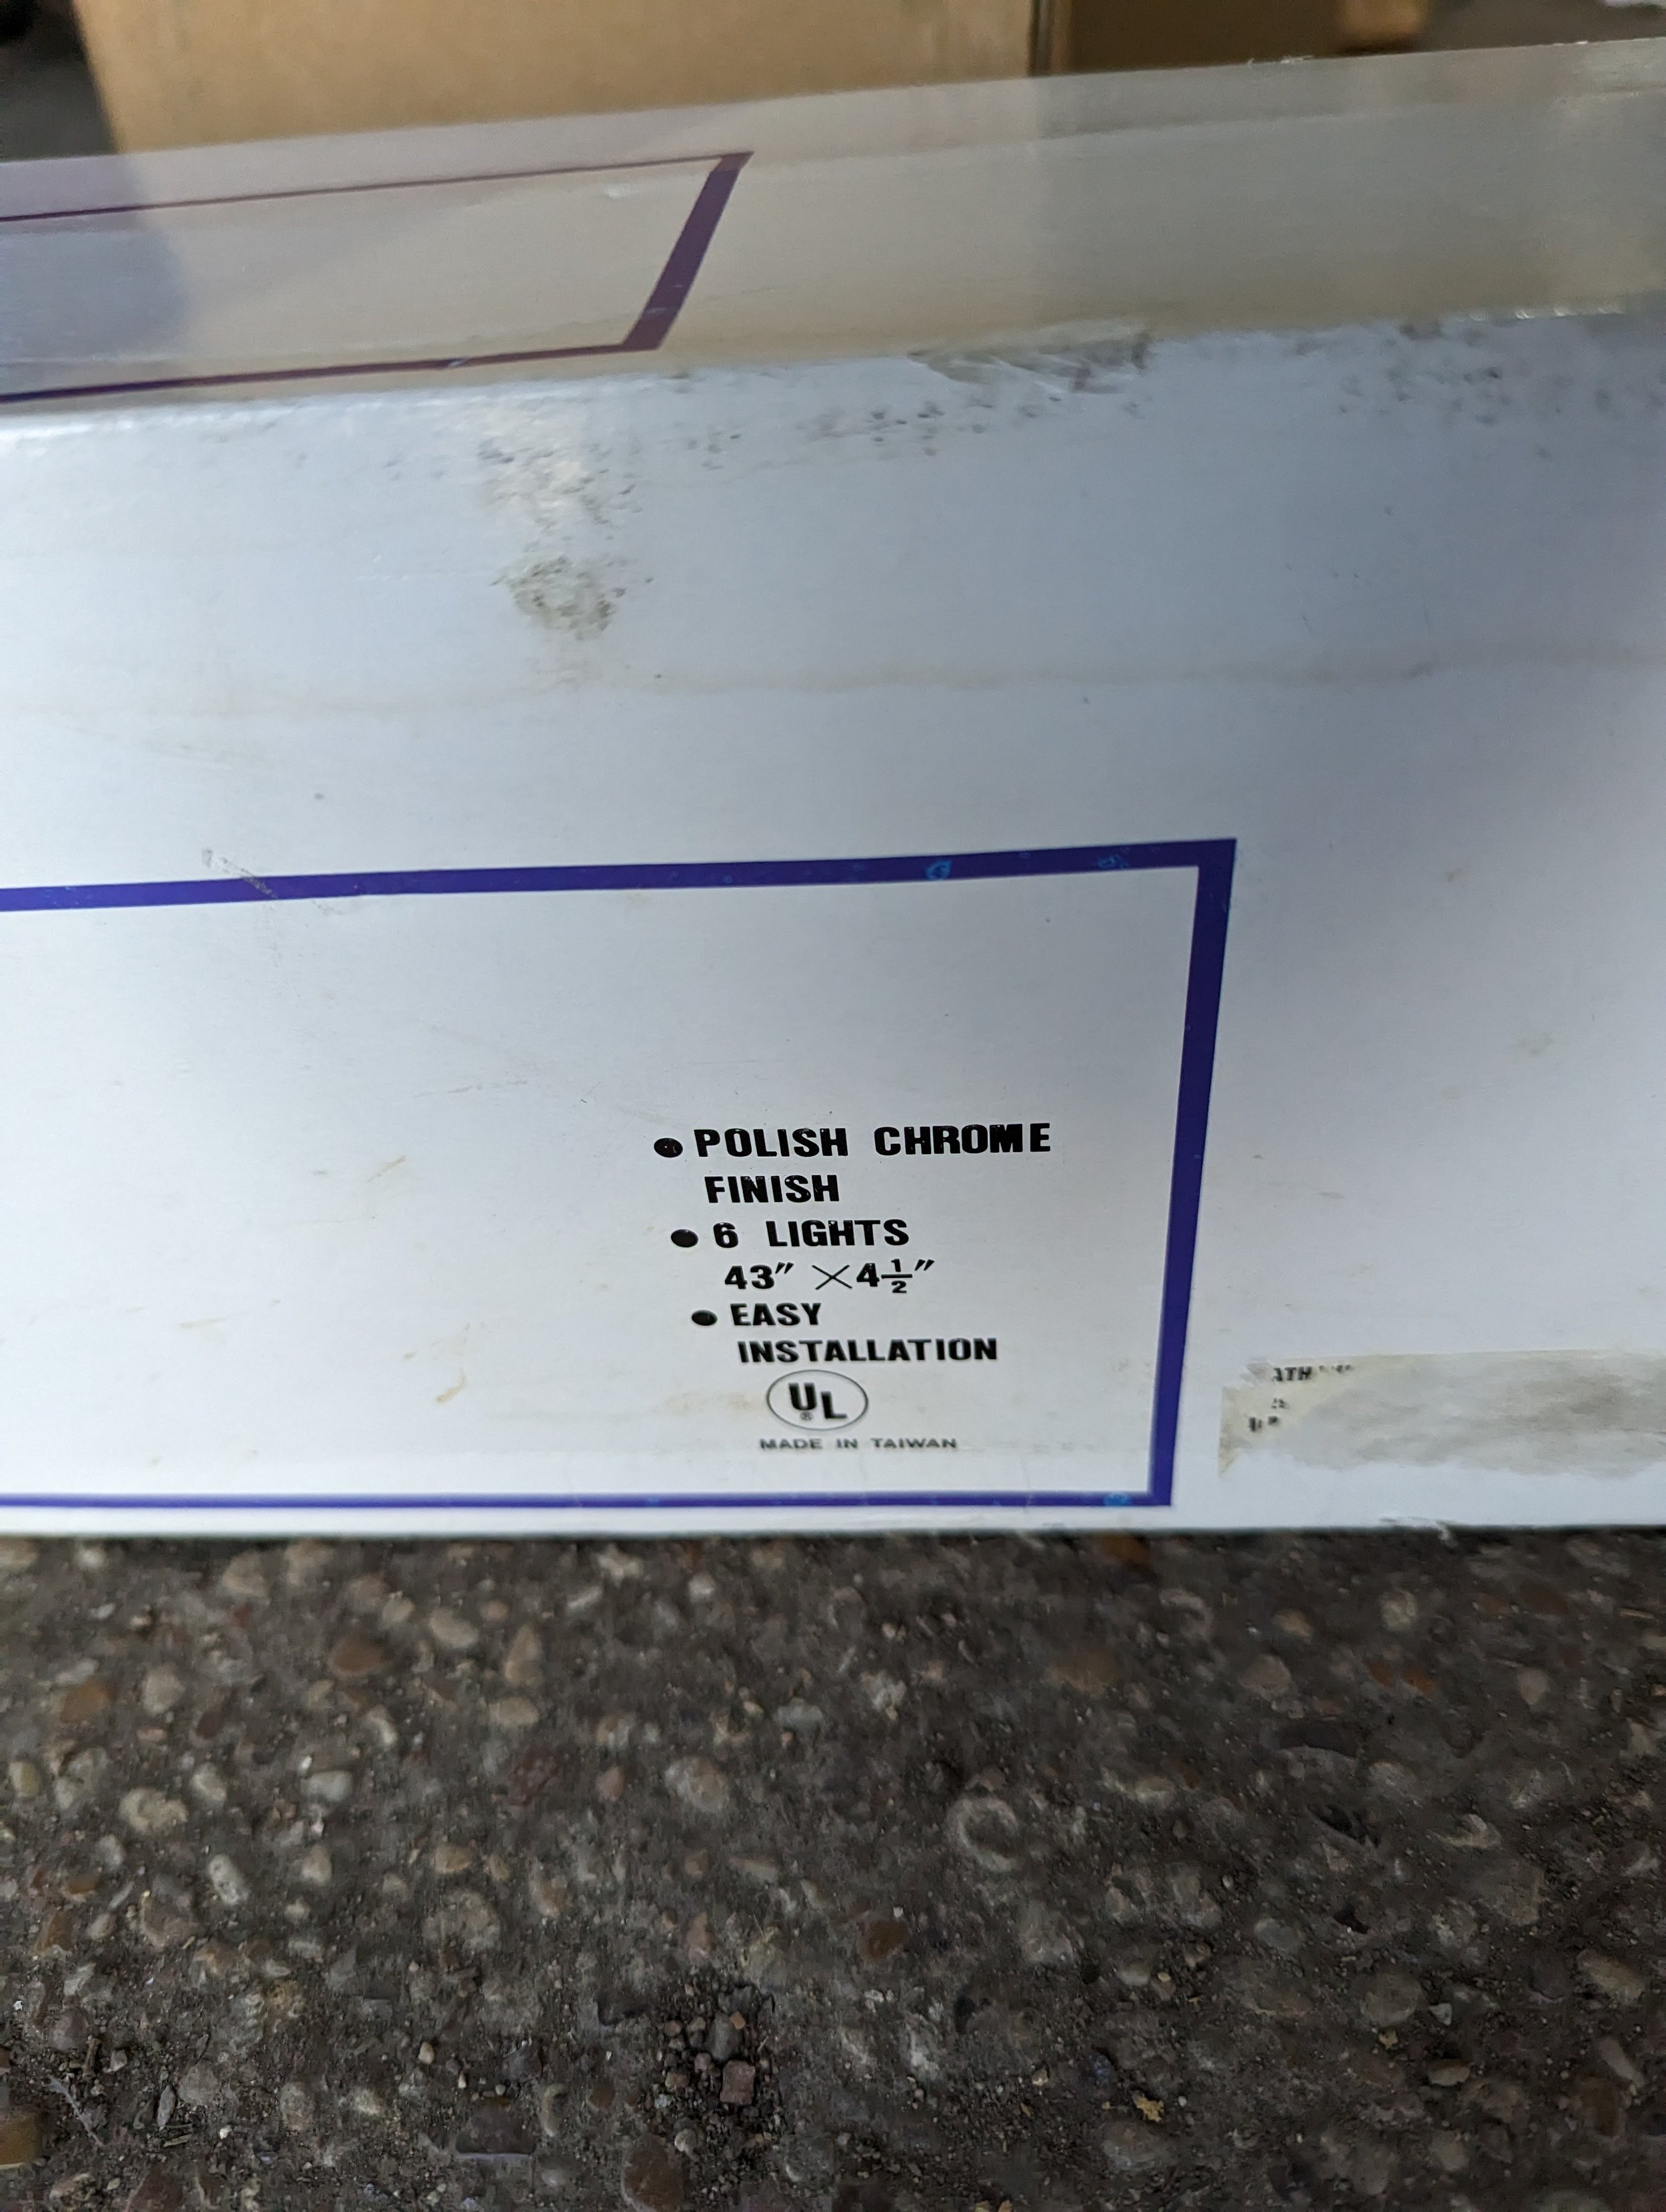 ● POLISH CHROME
FINISH
● 6 LIGHTS
43" ×4½"
● EASY
INSTALLATION
UL®
MADE IN TAIWAN